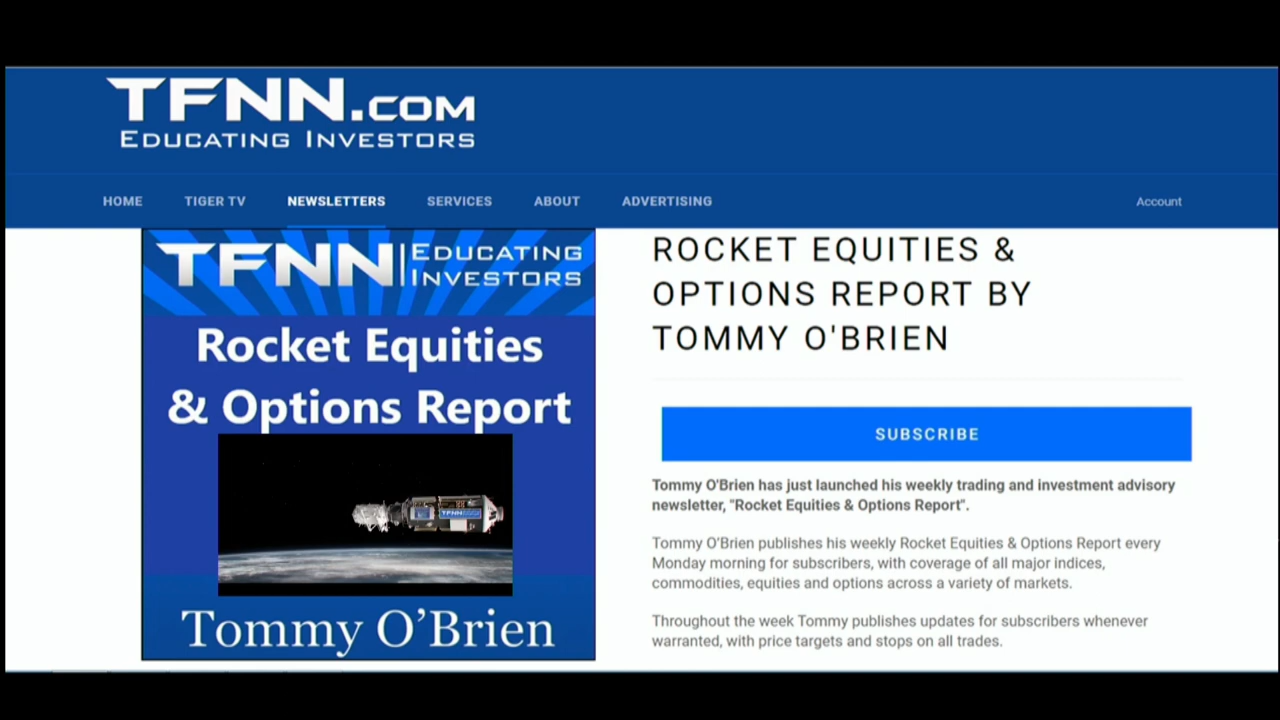 TFNN.COM
EDUCATING INVESTORS
HOME TIGER TV NEWSLETTERS SERVICES ABOUT ADVERTISING Account
TFNN EDUCATING
INVESTORS
Rocket Equities
& Options Report
TFNN
Tommy O’Brien
ROCKET EQUITIES &
OPTIONS REPORT BY
TOMMY O'BRIEN
SUBSCRIBE
Tommy O'Brien has just launched his weekly trading and investment advisory
newsletter, "Rocket Equities & Options Report".
Tommy O'Brien publishes his weekly Rocket Equities & Options Report every
Monday morning for subscribers, with coverage of all major indices,
commodities, equities and options across a variety of markets.
Throughout the week Tommy publishes updates for subscribers whenever
warranted, with price targets and stops on all trades.